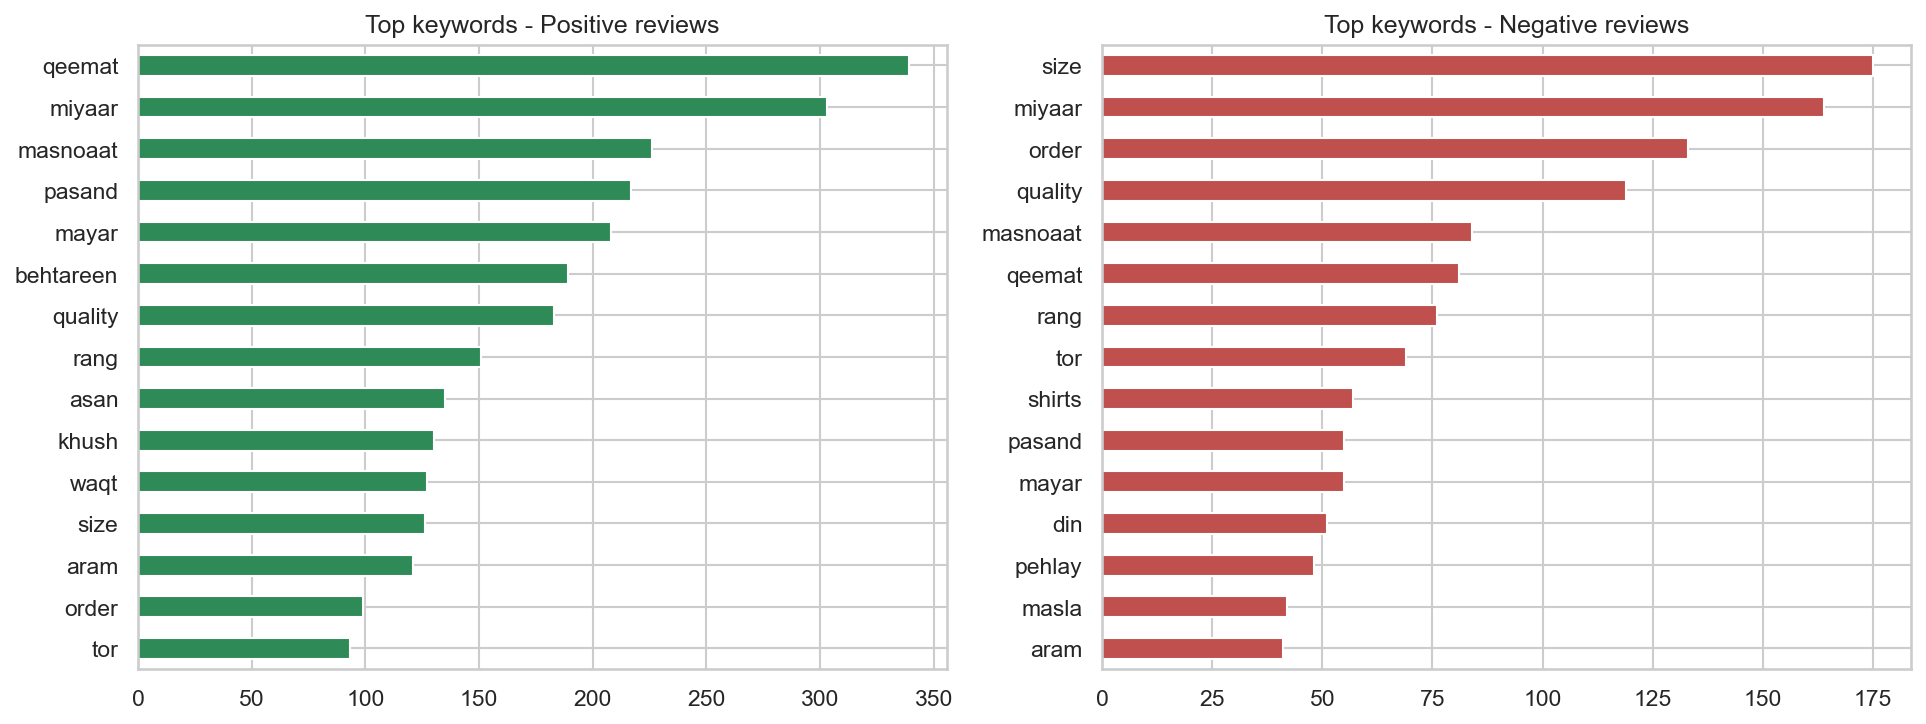 Top keywords - Positive reviews
qeemat
miyaar
masnoaat
pasand
mayar
behtareen
quality
rang
asan
khush
waqt
size
aram
order
tor
0 50 100 150 200 250 300 350
Top keywords - Negative reviews
size
miyaar
order
quality
masnoaat
qeemat
rang
tor
shirts
pasand
mayar
din
pehlay
masla
aram
0 25 50 75 100 125 150 175